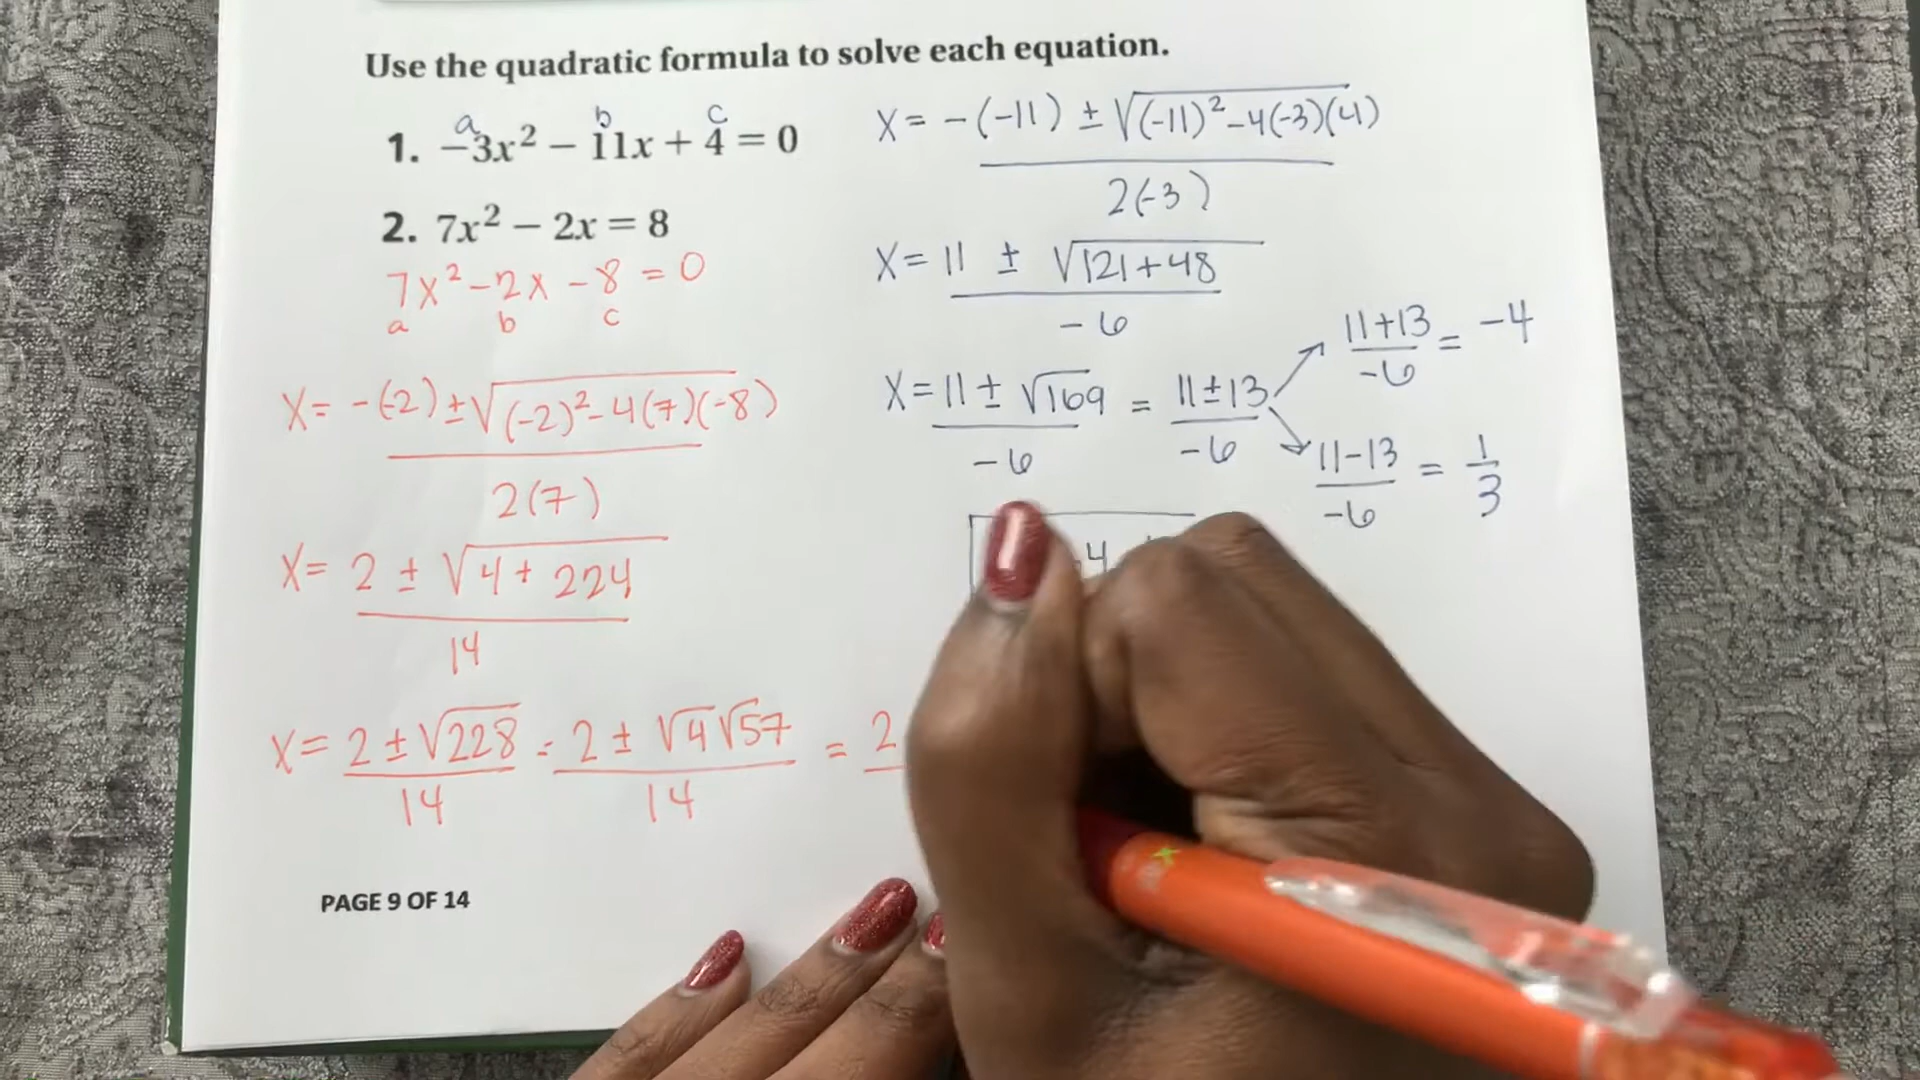 Use the quadratic formula to solve each equation.
a b c
1. −3x² − 11x + 4 = 0
2. 7x² − 2x = 8
7x² − 2x − 8 = 0
a b c
x = −(−2) ± √(−2)² − 4(7)(−8)
2(7)
x = 2 ± √4 + 224
14
x = 2 ± √228 = 2 ± √4√57 = 2
14 14
x = −(−11) ± √(−11)² − 4(−3)(4)
2(−3)
x = 11 ± √121 + 48
−6
x = 11 ± √169 = 11 ± 13
−6 −6
11 + 13 = −4
−6
11 − 13 = 1
−6 3
4
PAGE 9 OF 14